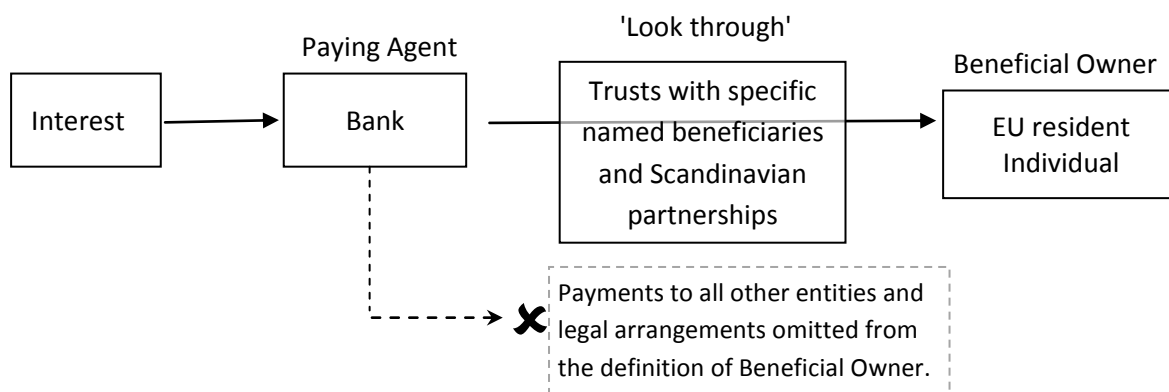 'Look through'
Paying Agent
Beneficial Owner
Interest
Bank
Trusts with specific
named beneficiaries
and Scandinavian
partnerships
EU resident
Individual
Payments to all other entities and
legal arrangements omitted from
the definition of Beneficial Owner.